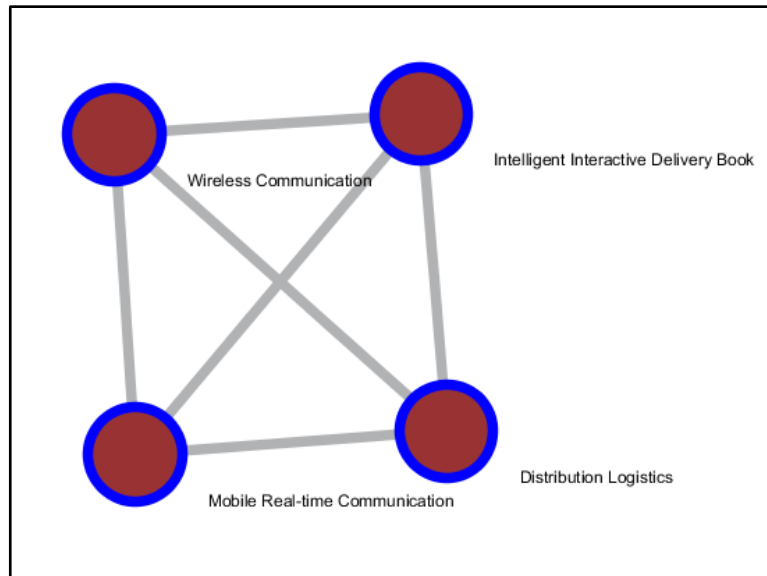 Intelligent Interactive Delivery Book
Wireless Communication
Distribution Logistics
Mobile Real-time Communication